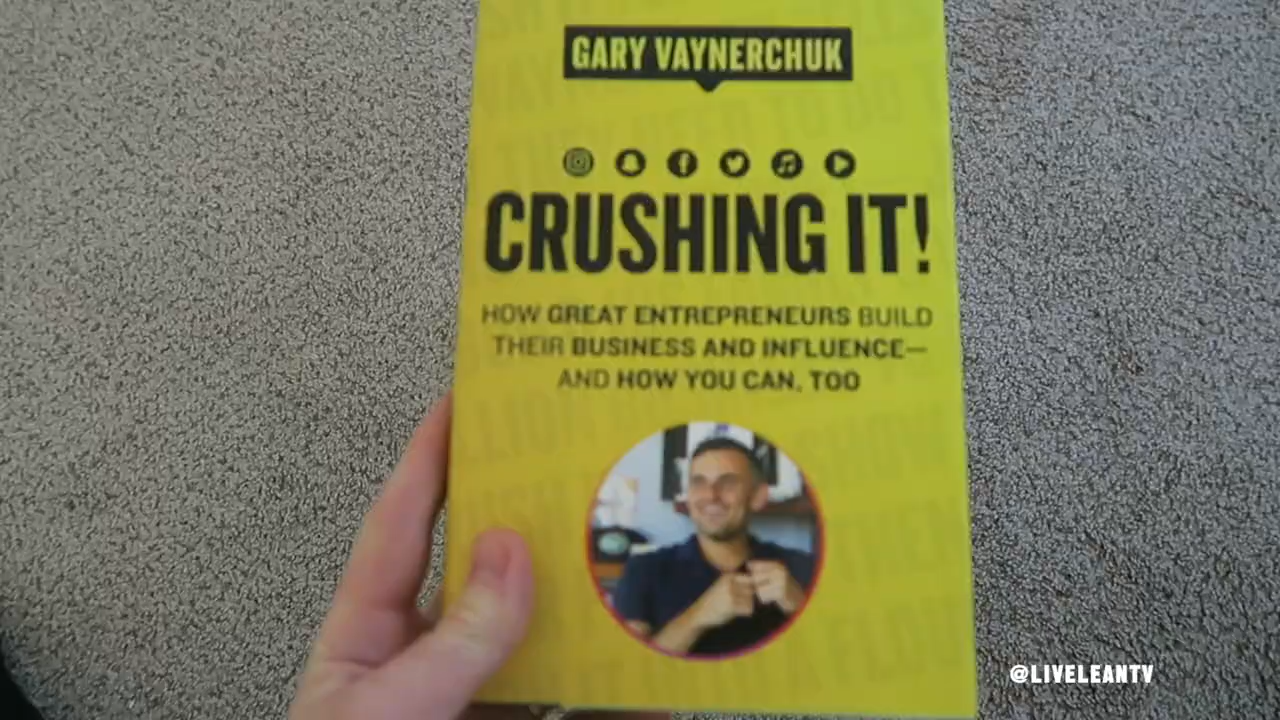 GARY VAYNERCHUK
CRUSHING IT!
HOW GREAT ENTREPRENEURS BUILD
THEIR BUSINESS AND INFLUENCE—
AND HOW YOU CAN, TOO
@LIVELEANTV